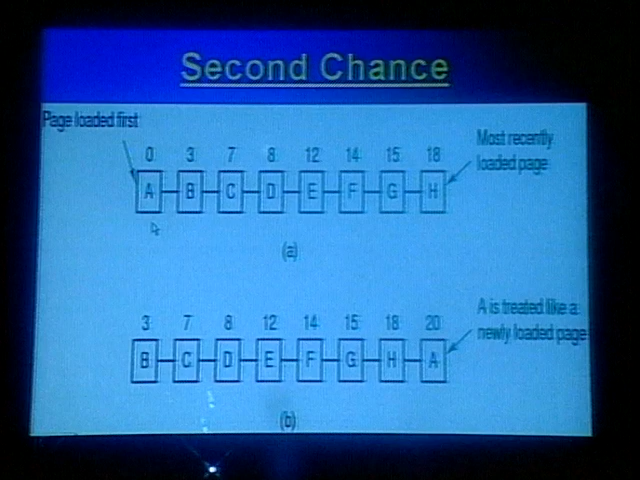 Second Chance
Page loaded first
Most recently
loaded page
0 3 7 8 12 14 15 18
A B C D E F G H
(a)
A is treated like a
newly loaded page
3 7 8 12 14 15 18 20
B C D E F G H A
(b)